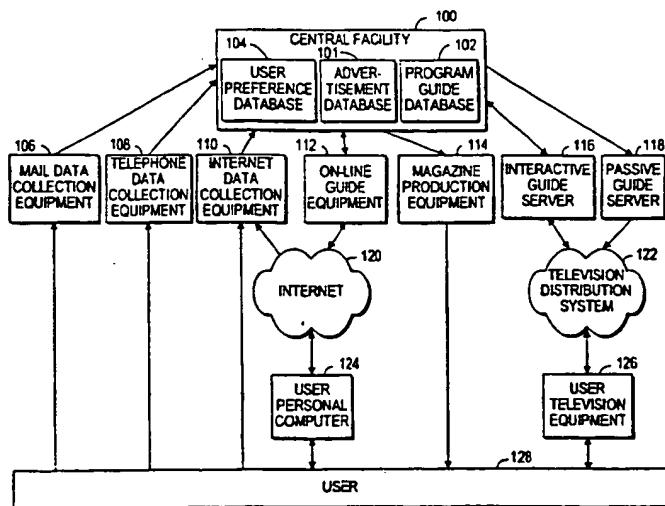 100
CENTRAL FACILITY
104
USER
PREFERENCE
DATABASE
101
ADVER-
TISEMENT
DATABASE
102
PROGRAM
GUIDE
DATABASE
106
MAIL DATA
COLLECTION
EQUIPMENT
108
TELEPHONE
DATA
COLLECTION
EQUIPMENT
110
INTERNET
DATA
COLLECTION
EQUIPMENT
112
ON-LINE
GUIDE
EQUIPMENT
114
MAGAZINE
PRODUCTION
EQUIPMENT
116
INTERACTIVE
GUIDE
SERVER
118
PASSIVE
GUIDE
SERVER
120
INTERNET
122
TELEVISION
DISTRIBUTION
SYSTEM
124
USER
PERSONAL
COMPUTER
126
USER
TELEVISION
EQUIPMENT
128
USER